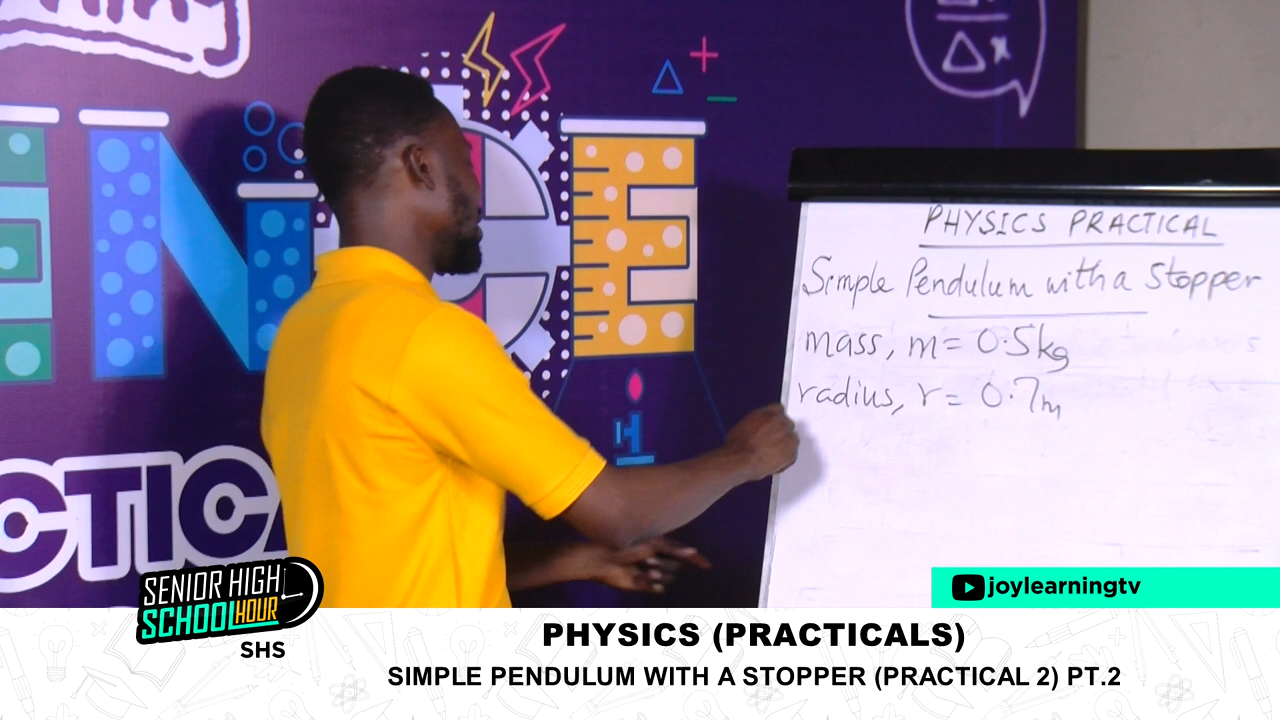 PHYSICS PRACTICAL
Simple Pendulum with a Stopper
mass, m = 0.5kg
radius, r = 0.7m
joylearningtv
SENIOR HIGH
SCHOOL HOUR
SHS
PHYSICS (PRACTICALS)
SIMPLE PENDULUM WITH A STOPPER (PRACTICAL 2) PT.2